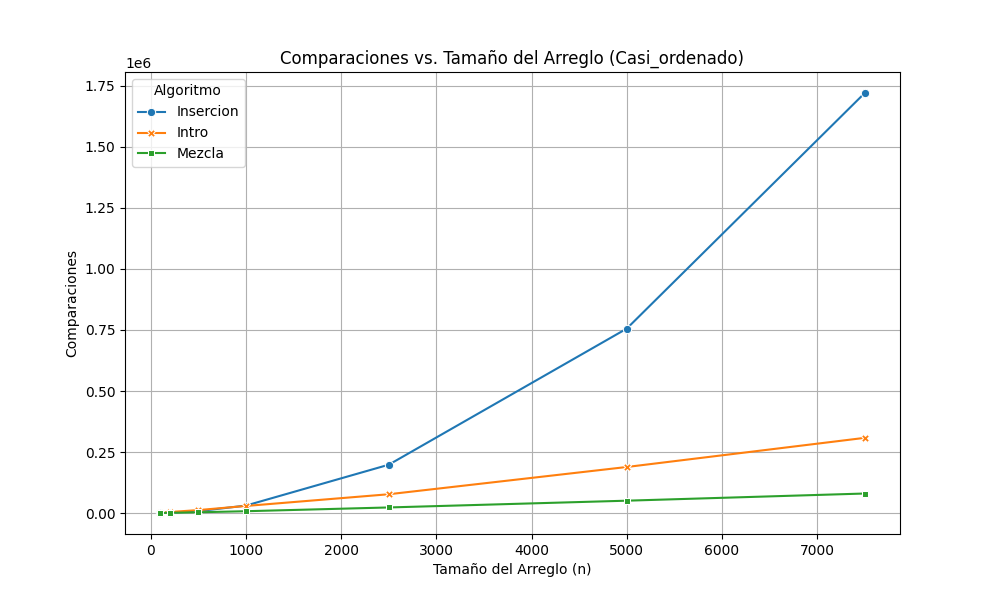 Comparaciones vs. Tamaño del Arreglo (Casi_ordenado)
1e6
Algoritmo
Insercion
Intro
Mezcla
1.75
1.50
1.25
1.00
0.75
0.50
0.25
0.00
Comparaciones
0 1000 2000 3000 4000 5000 6000 7000
Tamaño del Arreglo (n)